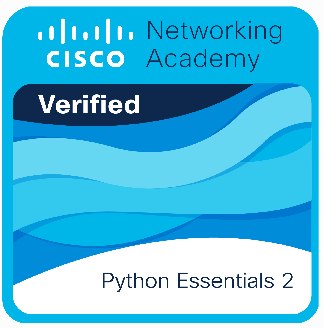 Networking
CISCO Academy
Verified
Python Essentials 2